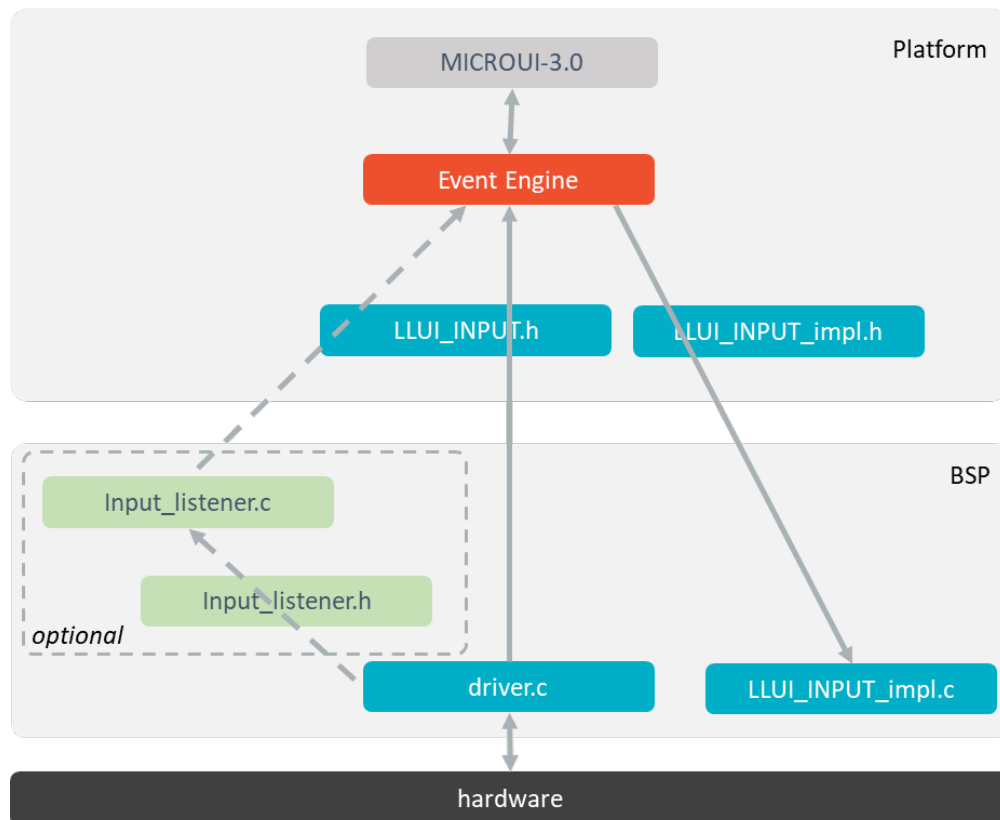 Platform
MICROUI-3.0
Event Engine
LLUI_INPUT.h
LLUI_INPUT_impl.h
BSP
Input_listener.c
Input_listener.h
optional
driver.c
LLUI_INPUT_impl.c
hardware